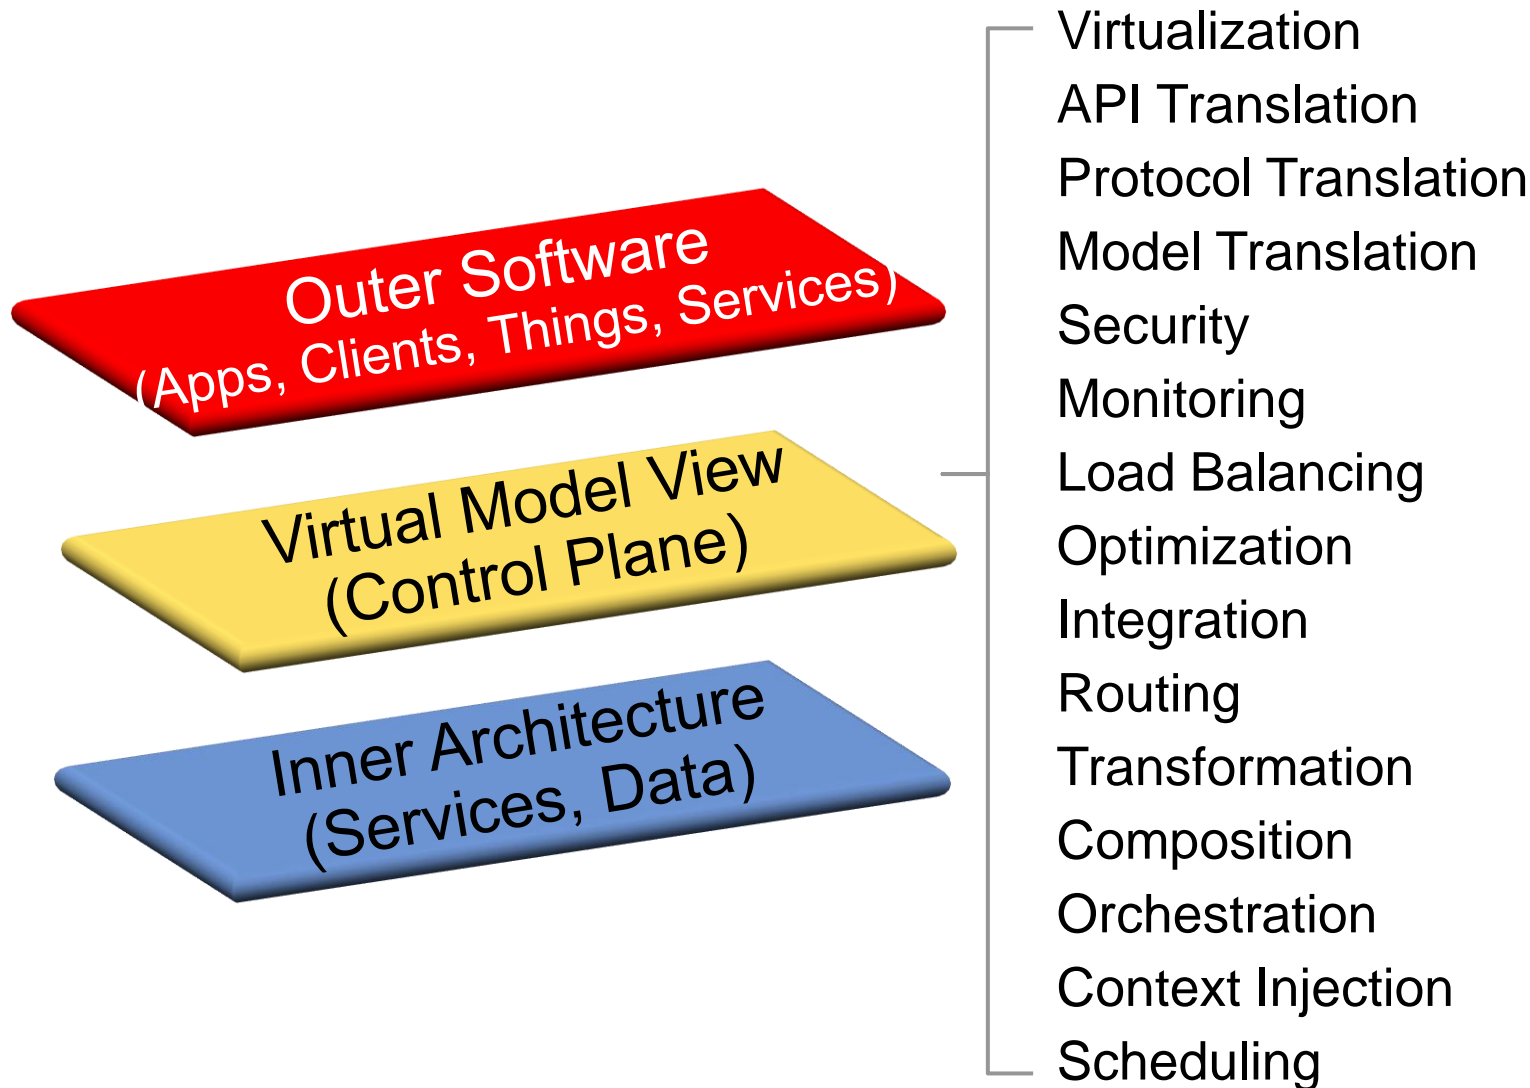 Outer Software
(Apps, Clients, Things, Services)
Virtual Model View
(Control Plane)
Inner Architecture
(Services, Data)
Virtualization
API Translation
Protocol Translation
Model Translation
Security
Monitoring
Load Balancing
Optimization
Integration
Routing
Transformation
Composition
Orchestration
Context Injection
Scheduling